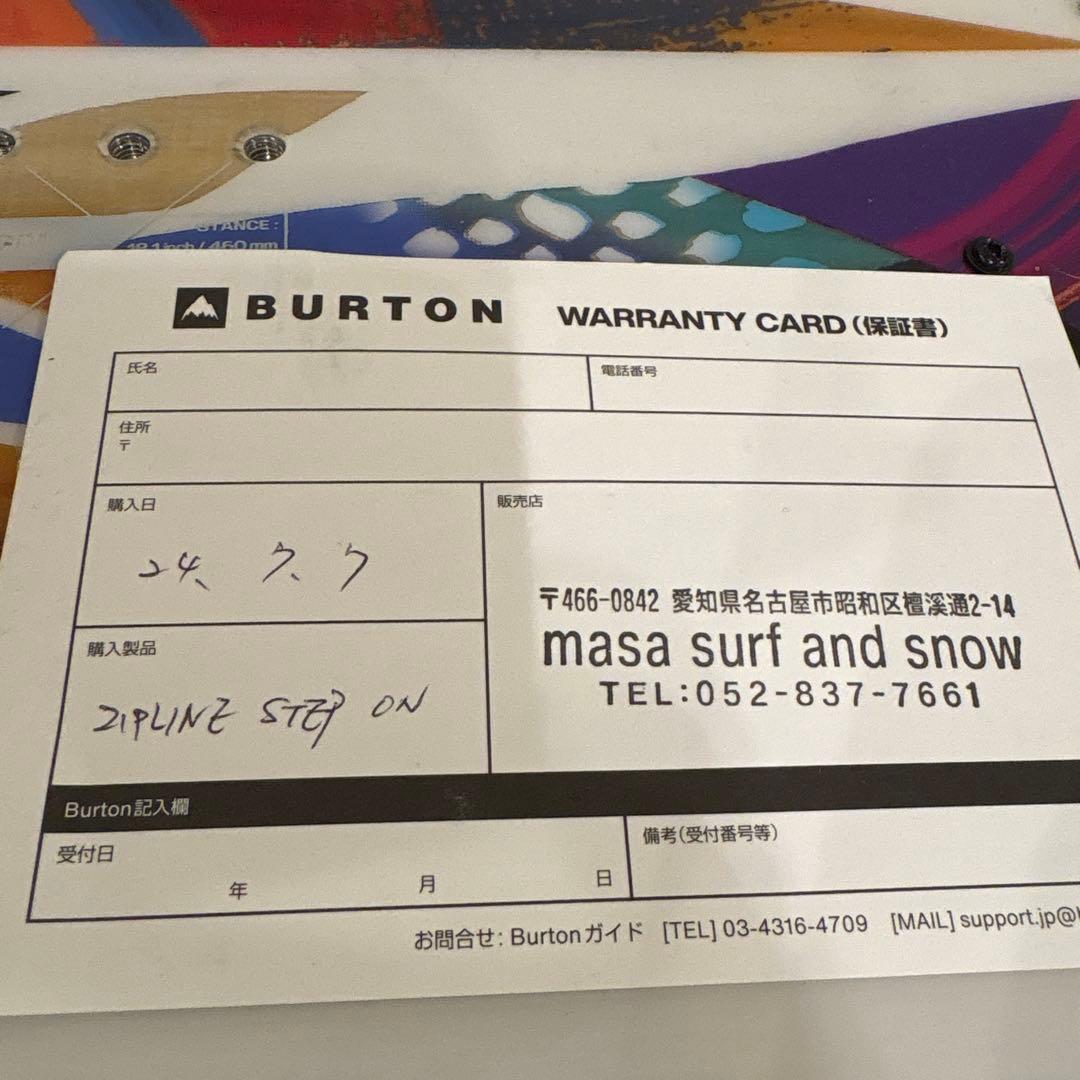 STANCE:
18.1 inch / 460 mm
BURTON WARRANTY CARD(保証書)
氏名
電話番号
住所
〒
購入日
24、7、7
販売店
〒466-0842 愛知県名古屋市昭和区檀溪通2-14
masa surf and snow
TEL:052-837-7661
購入製品
ZIPLINE STEP ON
Burton記入欄
受付日
年 月 日
備考(受付番号等)
お問合せ: Burtonガイド [TEL] 03-4316-4709 [MAIL] support.jp@